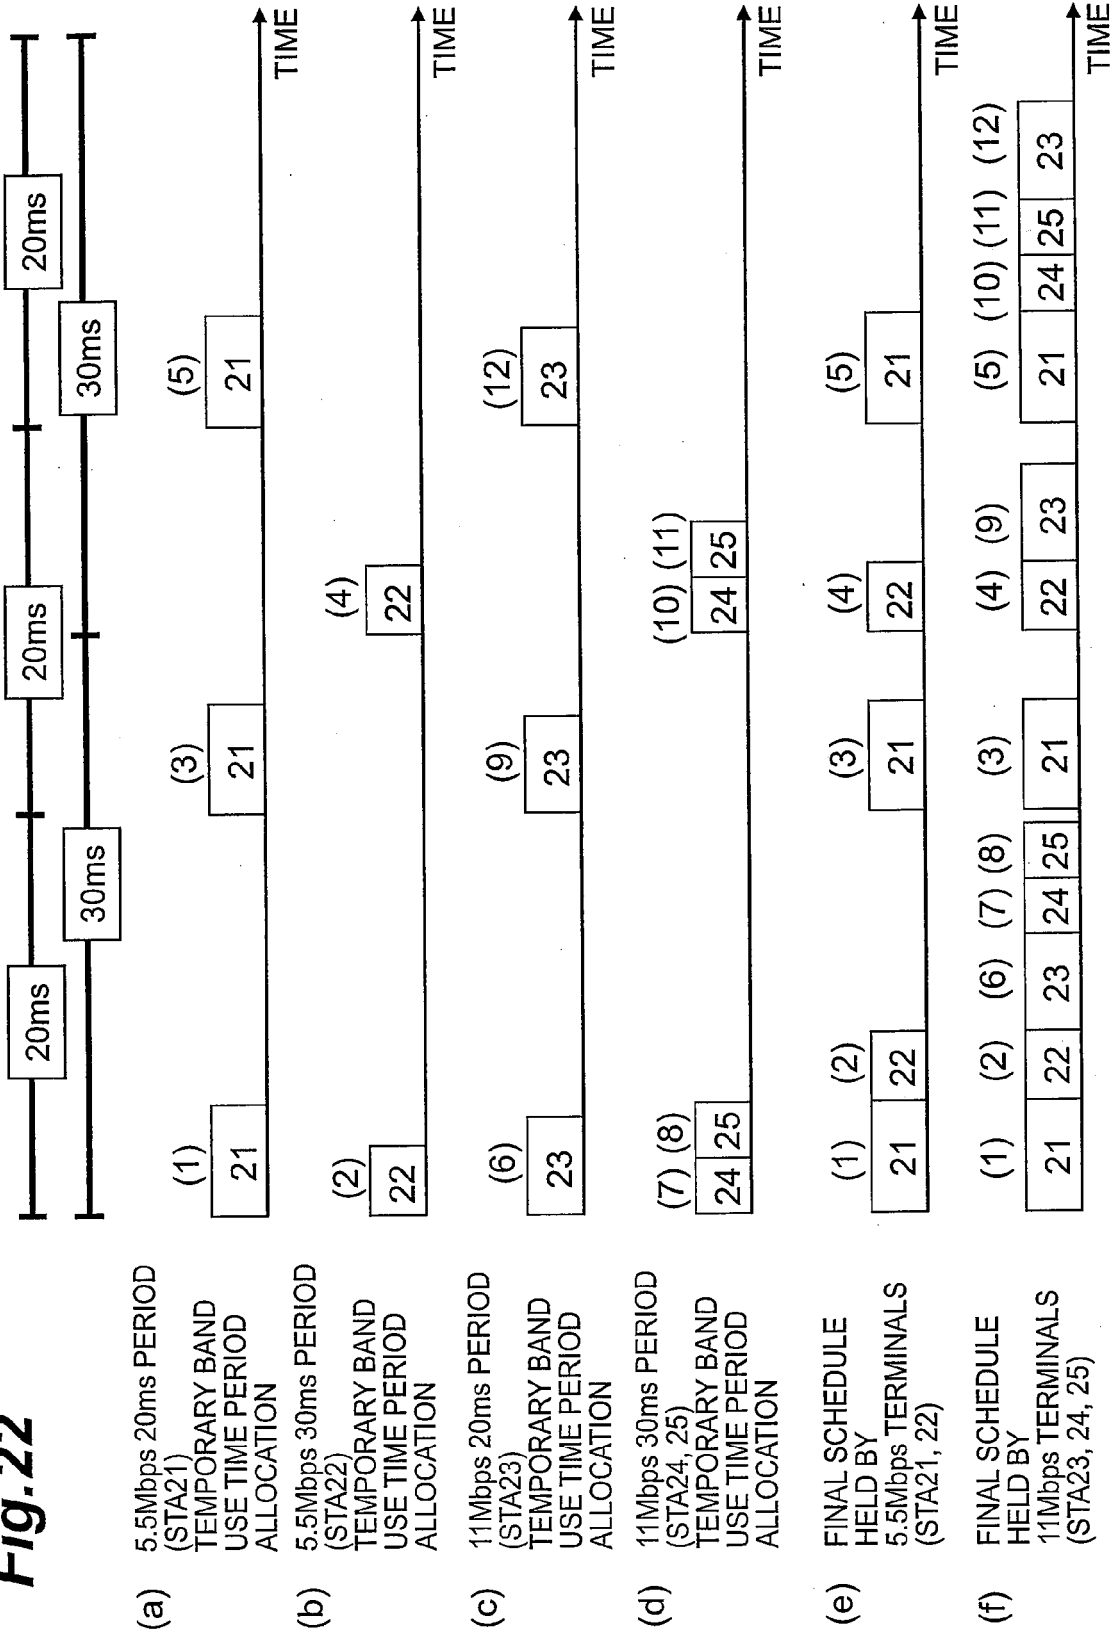 Fig.22
20ms 20ms 20ms
30ms 30ms
(a) 5.5Mbps 20ms PERIOD
(STA21)
TEMPORARY BAND
USE TIME PERIOD
ALLOCATION
(1) (3) (5)
21 21 21
TIME
(b) 5.5Mbps 30ms PERIOD
(STA22)
TEMPORARY BAND
USE TIME PERIOD
ALLOCATION
(2) (4)
22 22
TIME
(c) 11Mbps 20ms PERIOD
(STA23)
TEMPORARY BAND
USE TIME PERIOD
ALLOCATION
(6) (9) (12)
23 23 23
TIME
(d) 11Mbps 30ms PERIOD
(STA24, 25)
TEMPORARY BAND
USE TIME PERIOD
ALLOCATION
(7) (8) (10) (11)
24 25 24 25
TIME
(e) FINAL SCHEDULE
HELD BY
5.5Mbps TERMINALS
(STA21, 22)
(1) (2) (3) (4) (5)
21 22 21 22 21
TIME
(f) FINAL SCHEDULE
HELD BY
11Mbps TERMINALS
(STA23, 24, 25)
(1) (2) (6) (7) (8) (3) (4) (9) (5) (10) (11) (12)
21 22 23 24 25 21 22 23 21 24 25 23
TIME